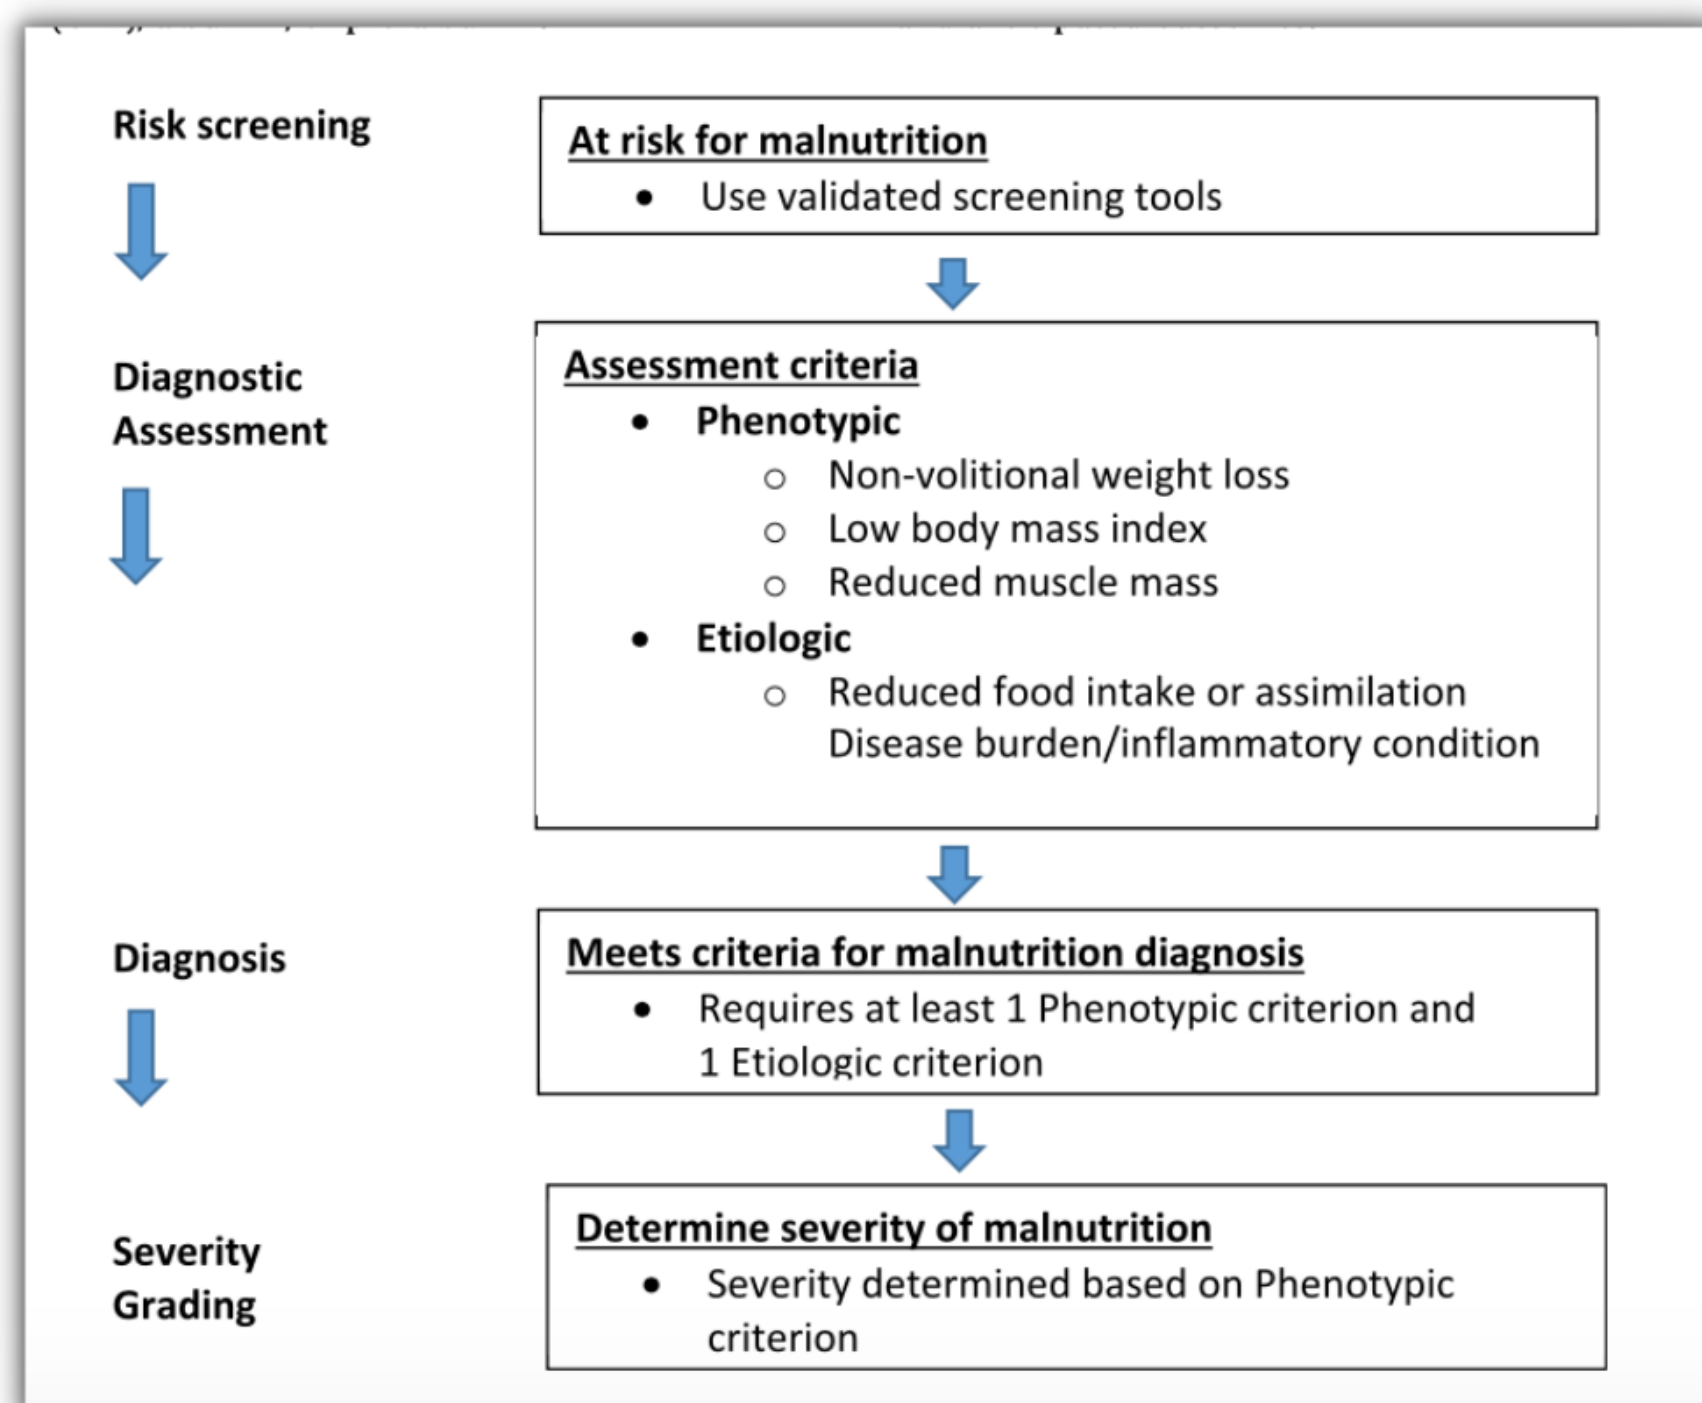 Risk screening
At risk for malnutrition
• Use validated screening tools
Diagnostic
Assessment
Assessment criteria
• Phenotypic
o Non-volitional weight loss
o Low body mass index
o Reduced muscle mass
• Etiologic
o Reduced food intake or assimilation
Disease burden/inflammatory condition
Diagnosis
Meets criteria for malnutrition diagnosis
• Requires at least 1 Phenotypic criterion and
1 Etiologic criterion
Severity
Grading
Determine severity of malnutrition
• Severity determined based on Phenotypic
criterion